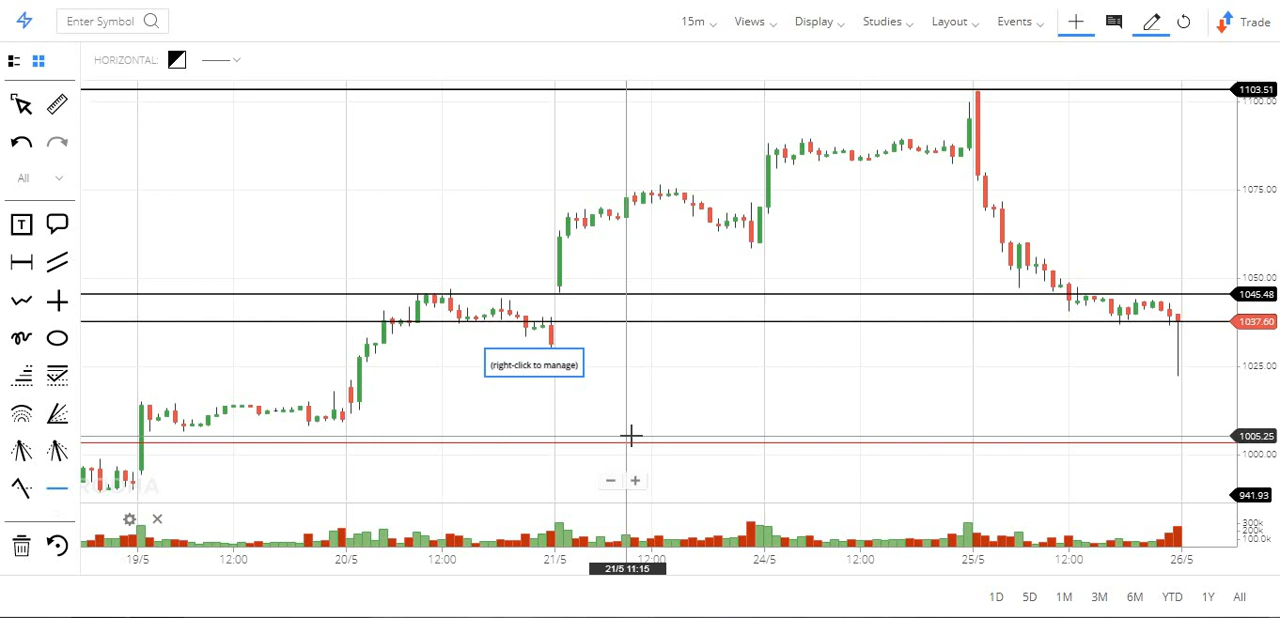 Enter Symbol
15m Views Display Studies Layout Events Trade
HORIZONTAL:
1103.51
1100.00
All
1075.00
1050.00
1045.48
1037.60
(right-click to manage)
1025.00
1005.25
1000.00
941.93
300k
100.0k
19/5 12:00 20/5 12:00 21/5 12:00 24/5 12:00 25/5 12:00 26/5
21/5 11:15
1D 5D 1M 3M 6M YTD 1Y All